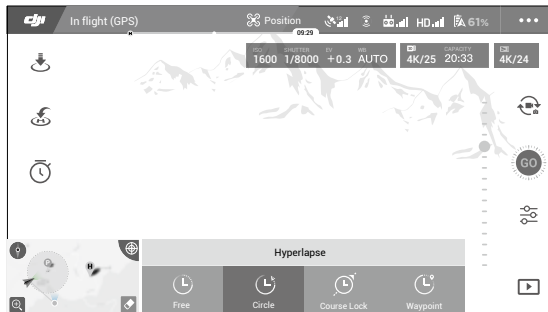 dji In flight (GPS) Position HD 61%
09:29
H
ISO SHUTTER EV WB CAPACITY
1600 1/8000 +0.3 AUTO 4K/25 20:33 4K/24
H
GO
H
Hyperlapse
Free Circle Course Lock Waypoint